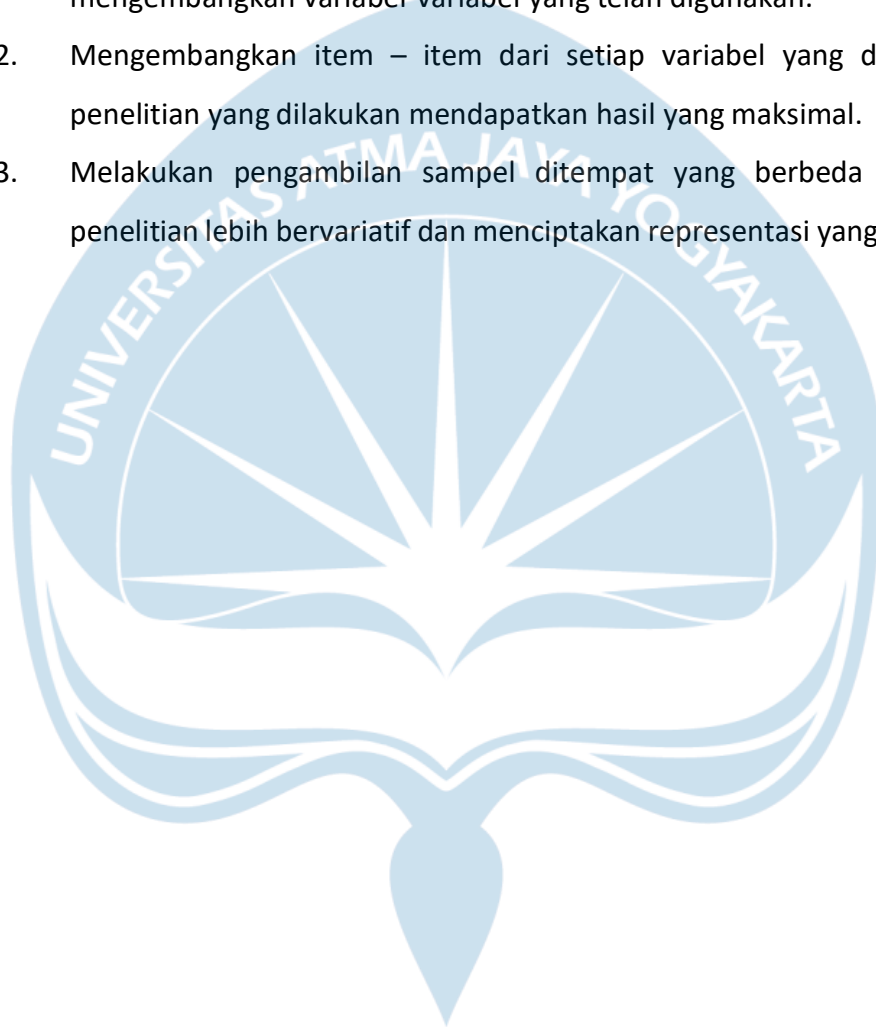 mengembangkan variabel-variabel yang telah digunakan.
2. Mengembangkan item – item dari setiap variabel yang d
penelitian yang dilakukan mendapatkan hasil yang maksimal.
3. Melakukan pengambilan sampel ditempat yang berbeda
penelitian lebih bervariatif dan menciptakan representasi yang
UNIVERSITAS ATMA JAYA YOGYAKARTA